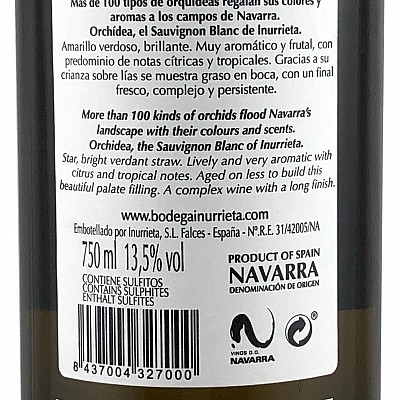 Más de 100 tipos de orquídeas regalan sus colores y
aromas a los campos de Navarra.
Orchídea, el Sauvignon Blanc de Inurrieta.
Amarillo verdoso, brillante. Muy aromático y frutal, con
predominio de notas cítricas y tropicales. Gracias a su
crianza sobre lías se muestra graso en boca, con un final
fresco, complejo y persistente.
More than 100 kinds of orchids flood Navarra's
landscape with their colours and scents.
Orchídea, the Sauvignon Blanc of Inurrieta.
Star, bright verdant straw. Lively and very aromatic with
citrus and tropical notes. Aged on lees to build this
beautiful palate filling. A complex wine with a long finish.
www.bodegainurrieta.com
Embotellado por Inurrieta, S.L. Falces - España - Nº.R.E. 31/42005/NA
750 ml 13,5% vol
CONTIENE SULFITOS
CONTAINS SULPHITES
ENTHALT SULFITES
8 437004 327000
PRODUCT OF SPAIN
NAVARRA
DENOMINACIÓN DE ORIGEN
VINOS D.O.
NAVARRA